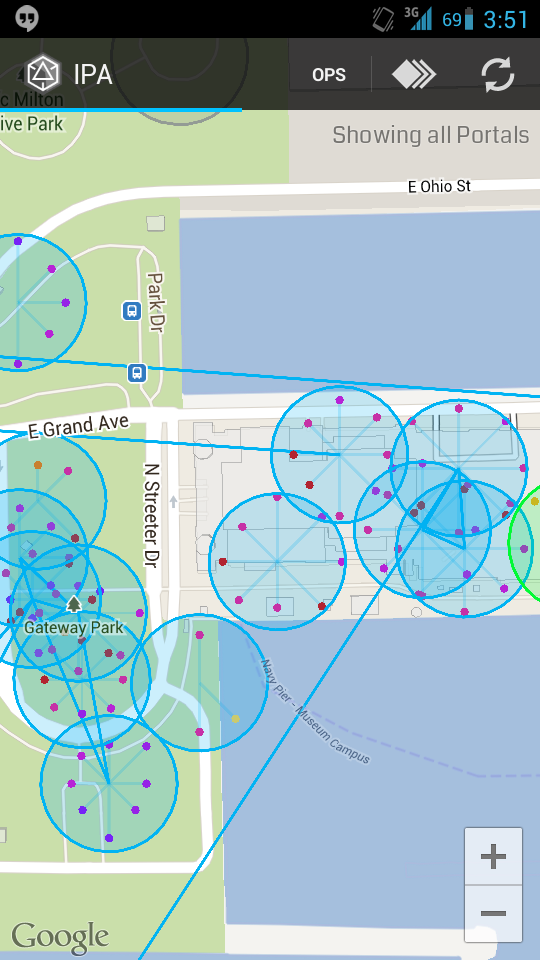 3G
69
3:51
IPA
OPS
c Milton
ive Park
Showing all Portals
E Ohio St
Park Dr
E Grand Ave
N Streeter Dr
Gateway Park
Navy Pier - Museum Campus
+
−
Google